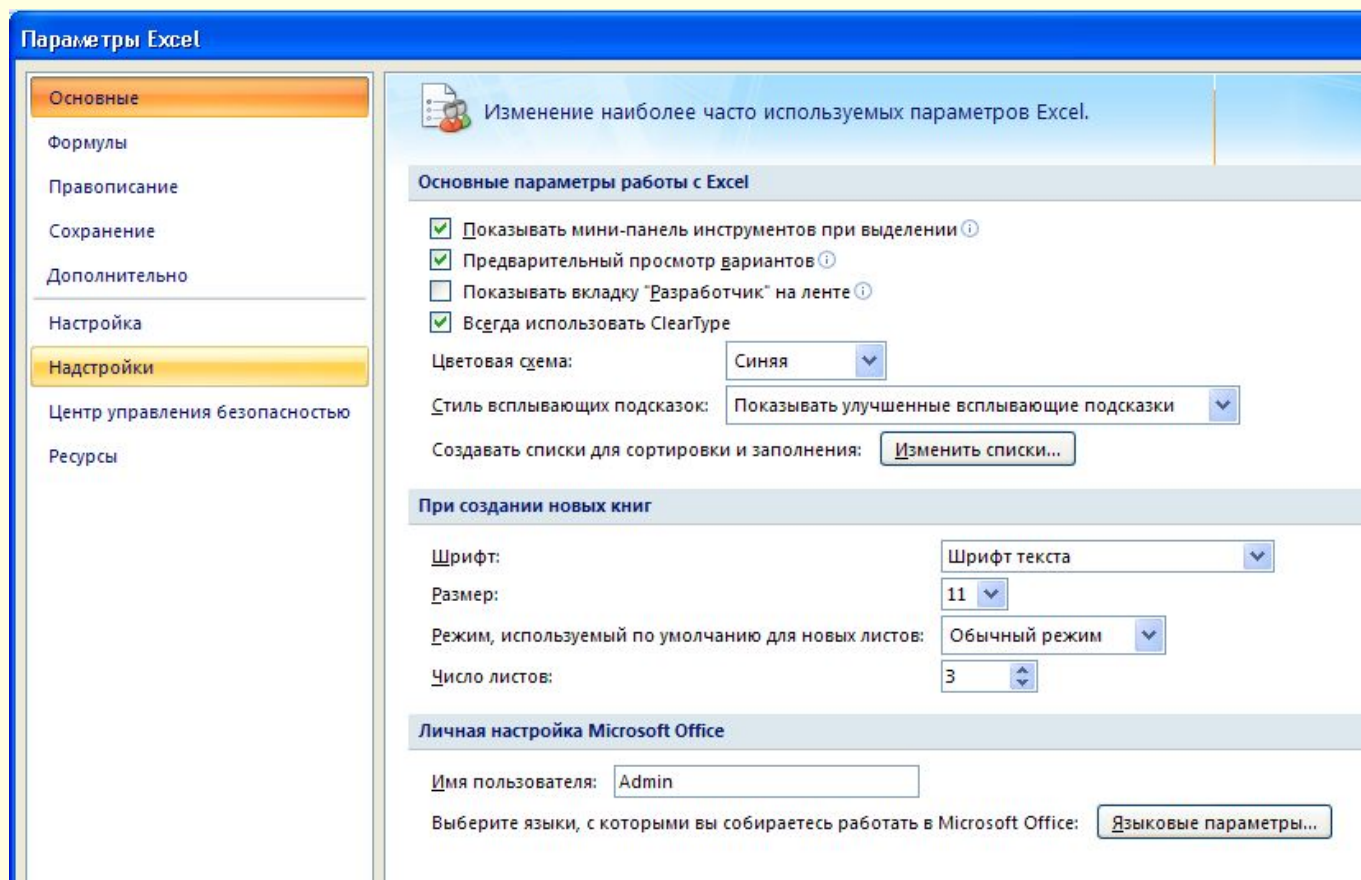 Параметры Excel
Основные
Формулы
Правописание
Сохранение
Дополнительно
Настройка
Надстройки
Центр управления безопасностью
Ресурсы
Изменение наиболее часто используемых параметров Excel.
Основные параметры работы с Excel
Показывать мини-панель инструментов при выделении
Предварительный просмотр вариантов
Показывать вкладку "Разработчик" на ленте
Всегда использовать ClearType
Цветовая схема: Синяя
Стиль всплывающих подсказок: Показывать улучшенные всплывающие подсказки
Создавать списки для сортировки и заполнения: Изменить списки...
При создании новых книг
Шрифт: Шрифт текста
Размер: 11
Режим, используемый по умолчанию для новых листов: Обычный режим
Число листов: 3
Личная настройка Microsoft Office
Имя пользователя: Admin
Выберите языки, с которыми вы собираетесь работать в Microsoft Office: Языковые параметры...